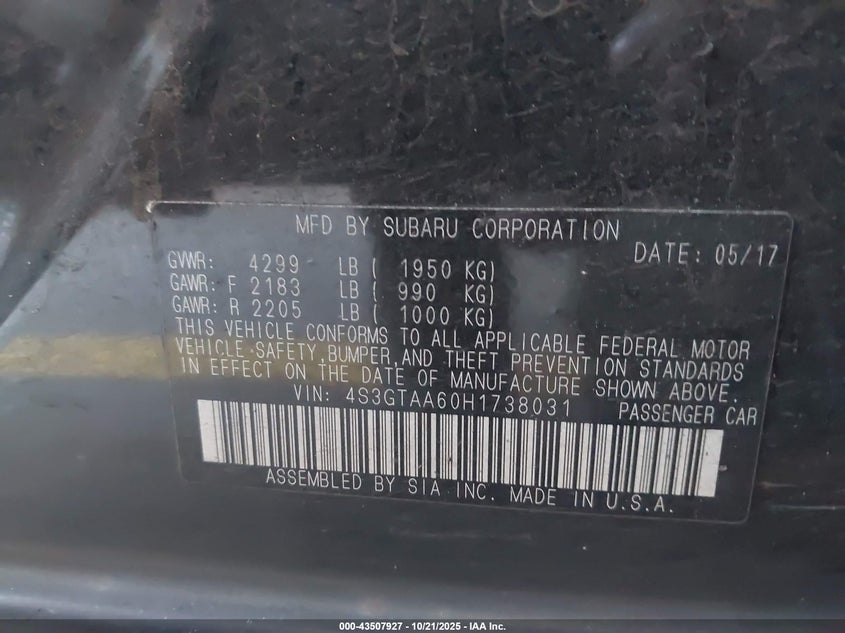 MFD BY SUBARU CORPORATION
DATE: 05/17
GVWR: 4299 LB ( 1950 KG)
GAWR: F 2183 LB ( 990 KG)
GAWR: R 2205 LB ( 1000 KG)
THIS VEHICLE CONFORMS TO ALL APPLICABLE FEDERAL MOTOR
VEHICLE SAFETY, BUMPER, AND THEFT PREVENTION STANDARDS
IN EFFECT ON THE DATE OF MANUFACTURE SHOWN ABOVE.
VIN: 4S3GTAA60H1738031 PASSENGER CAR
ASSEMBLED BY SIA INC. MADE IN U.S.A.
000-43507927 - 10/21/2025 - IAA Inc.